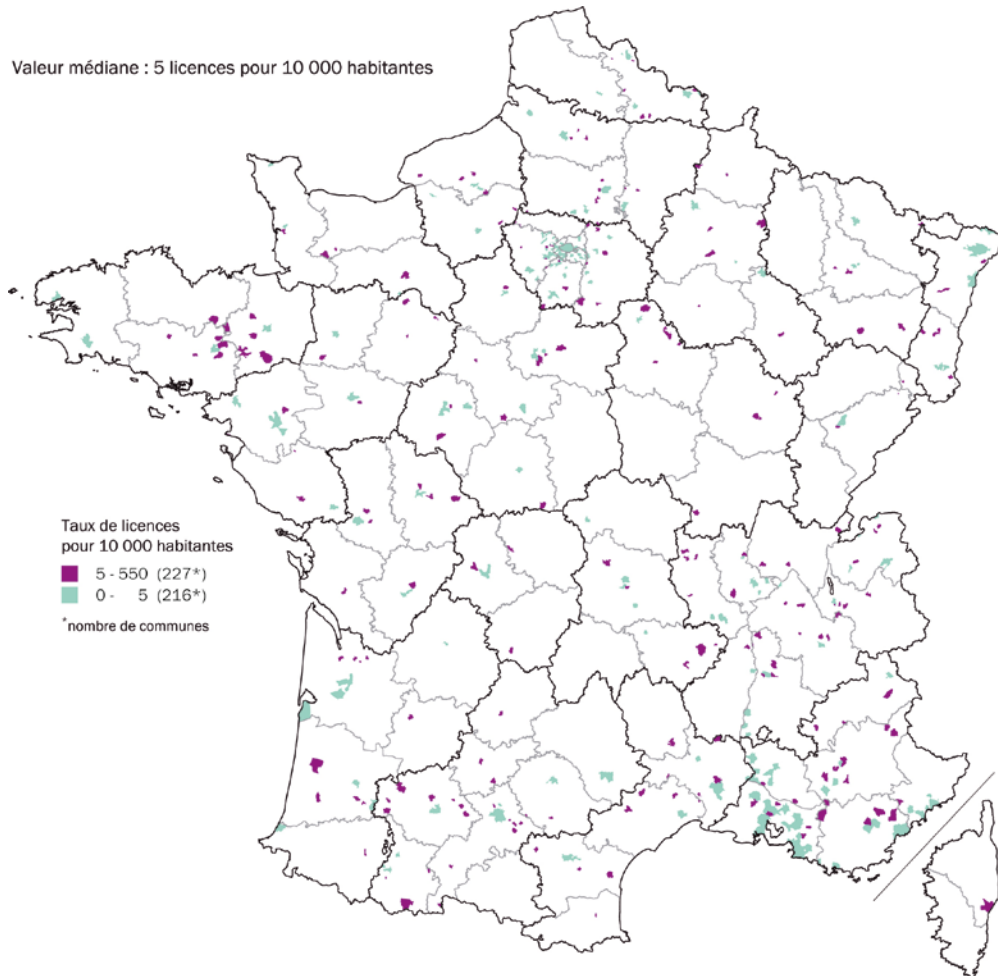 Valeur médiane : 5 licences pour 10 000 habitantes
Taux de licences
pour 10 000 habitantes
5 - 550 (227*)
0 - 5 (216*)
*nombre de communes